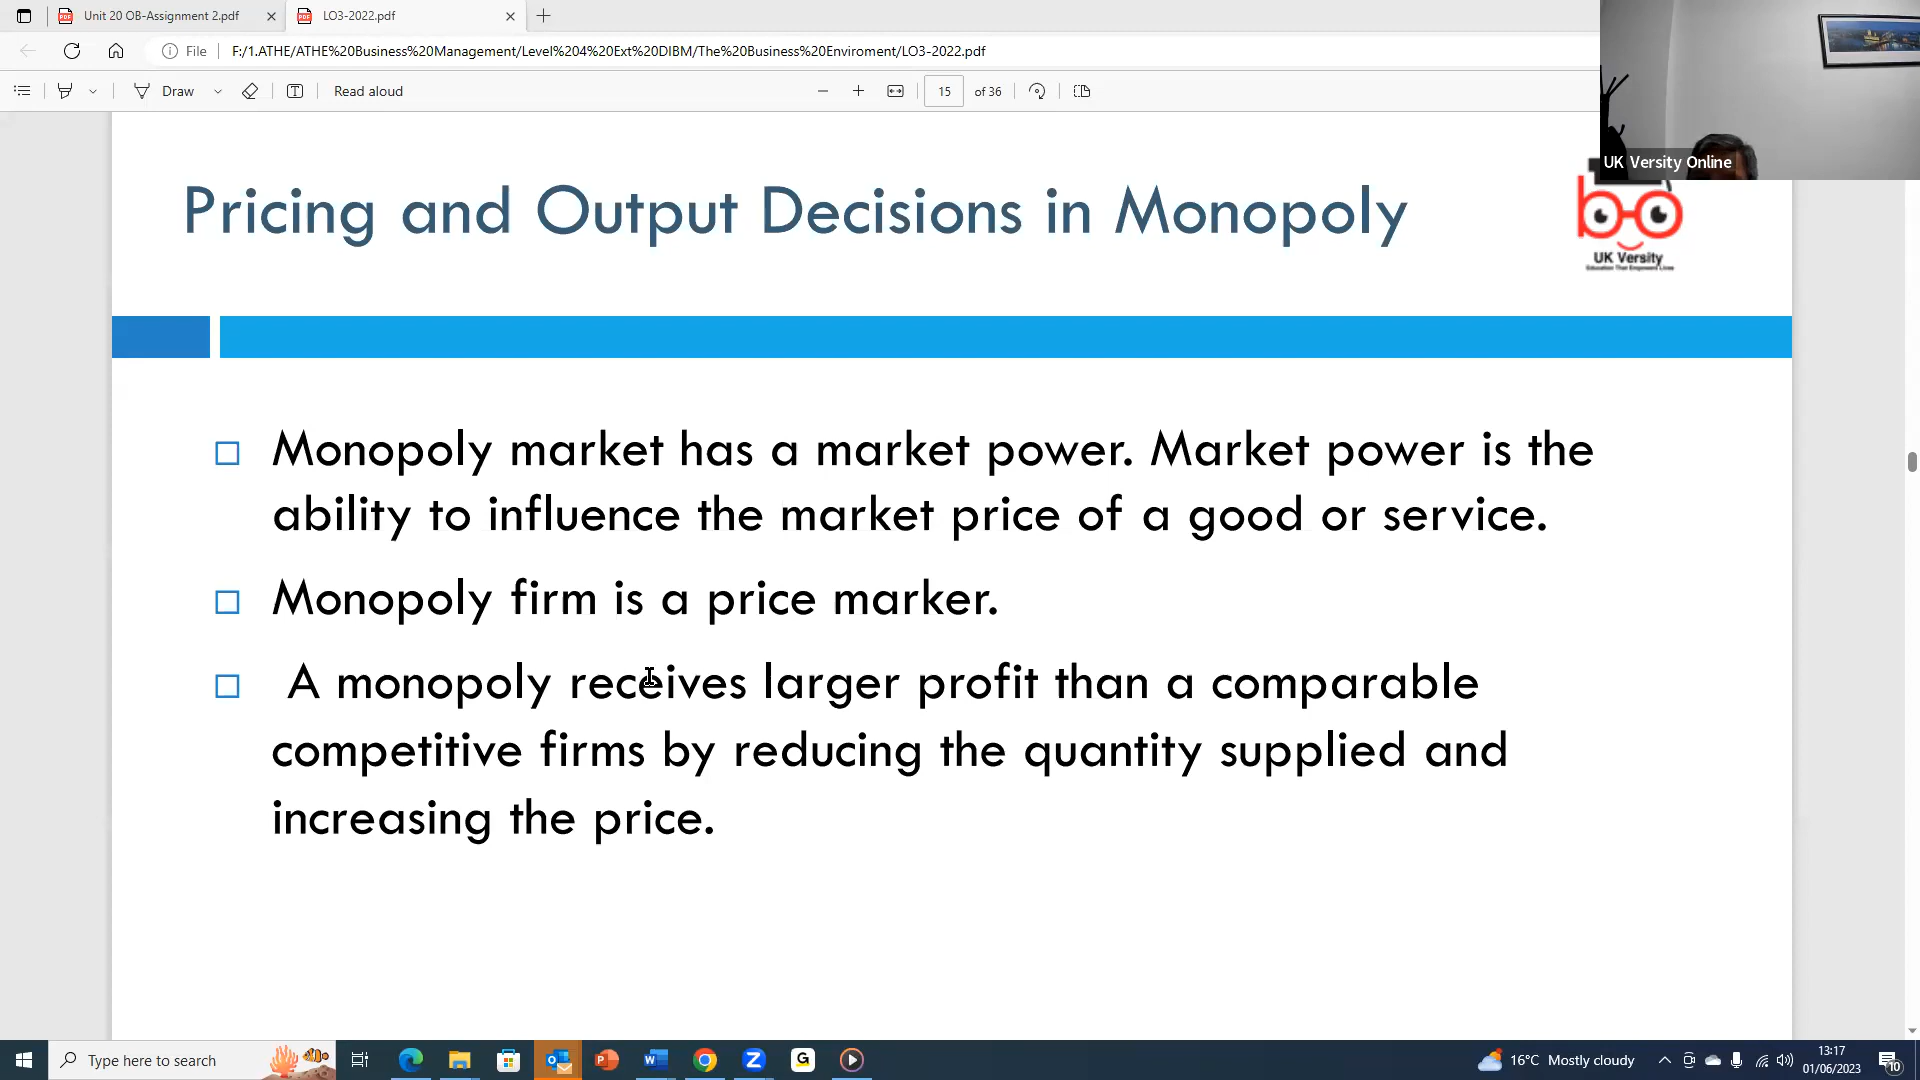 Unit 20 OB-Assignment 2.pdf
LO3-2022.pdf
File
F:/1.ATHE/ATHE%20Business%20Management/Level%204%20Ext%20DIBM/The%20Business%20Enviroment/LO3-2022.pdf
Draw
Read aloud
15 of 36
UK Versity Online
Pricing and Output Decisions in Monopoly
UK Versity
Education That Empowers Lives
Monopoly market has a market power. Market power is the
ability to influence the market price of a good or service.
Monopoly firm is a price marker.
A monopoly receives larger profit than a comparable
competitive firms by reducing the quantity supplied and
increasing the price.
Type here to search
16°C Mostly cloudy
13:17
01/06/2023
10